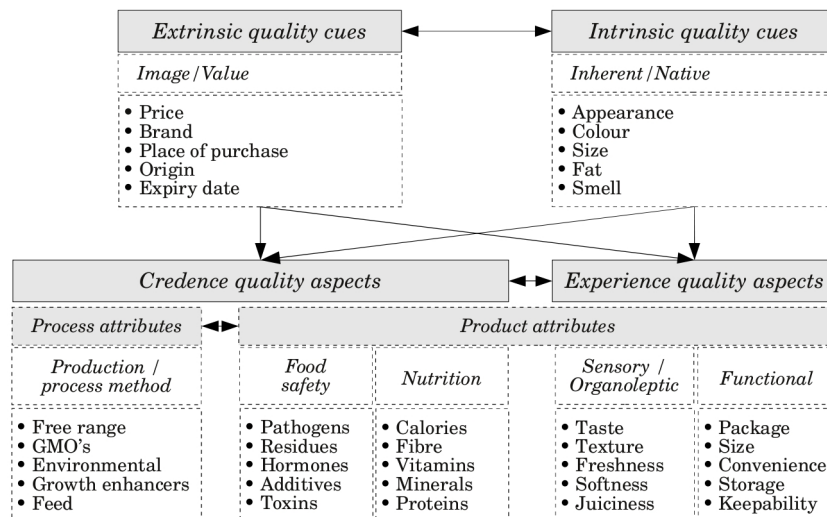 Extrinsic quality cues
Intrinsic quality cues
Image/Value
Inherent/Native
• Price
• Brand
• Place of purchase
• Origin
• Expiry date
• Appearance
• Colour
• Size
• Fat
• Smell
Credence quality aspects
Experience quality aspects
Process attributes
Product attributes
Production /
process method
Food
safety
Nutrition
Sensory /
Organoleptic
Functional
• Free range
• GMO's
• Environmental
• Growth enhancers
• Feed
• Pathogens
• Residues
• Hormones
• Additives
• Toxins
• Calories
• Fibre
• Vitamins
• Minerals
• Proteins
• Taste
• Texture
• Freshness
• Softness
• Juiciness
• Package
• Size
• Convenience
• Storage
• Keepability